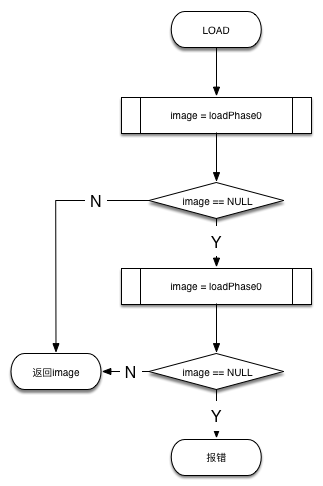 LOAD
image = loadPhase0
image == NULL
N
Y
image = loadPhase0
image == NULL
N
返回image
Y
报错